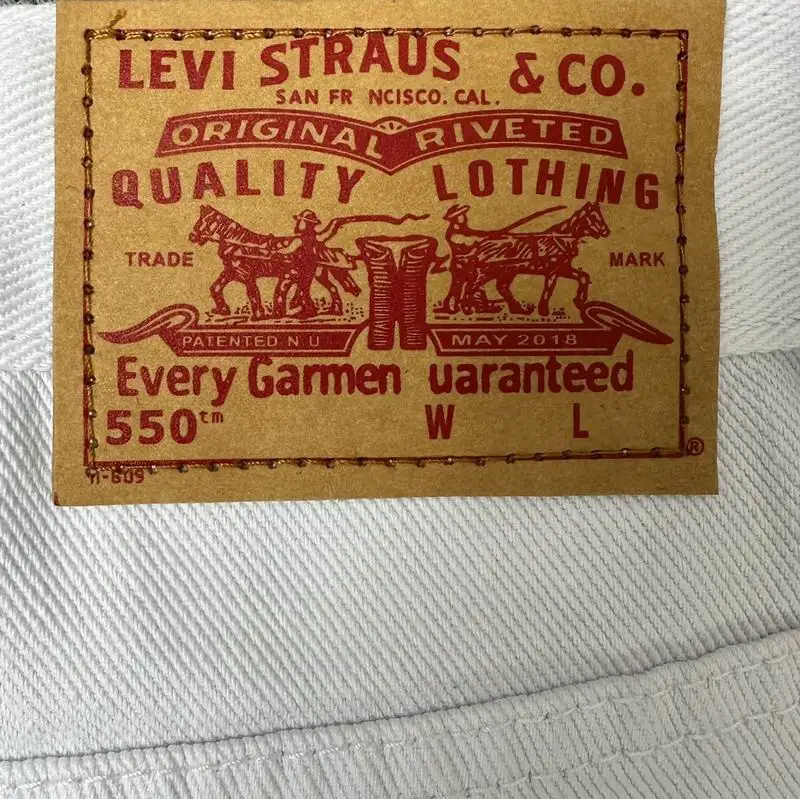 LEVI STRAUS & CO.
SAN FR NCISCO. CAL.
ORIGINAL RIVETED
QUALITY LOTHING
TRADE MARK
PATENTED N U MAY 2018
Every Garmen uaranteed
550tm W L
®